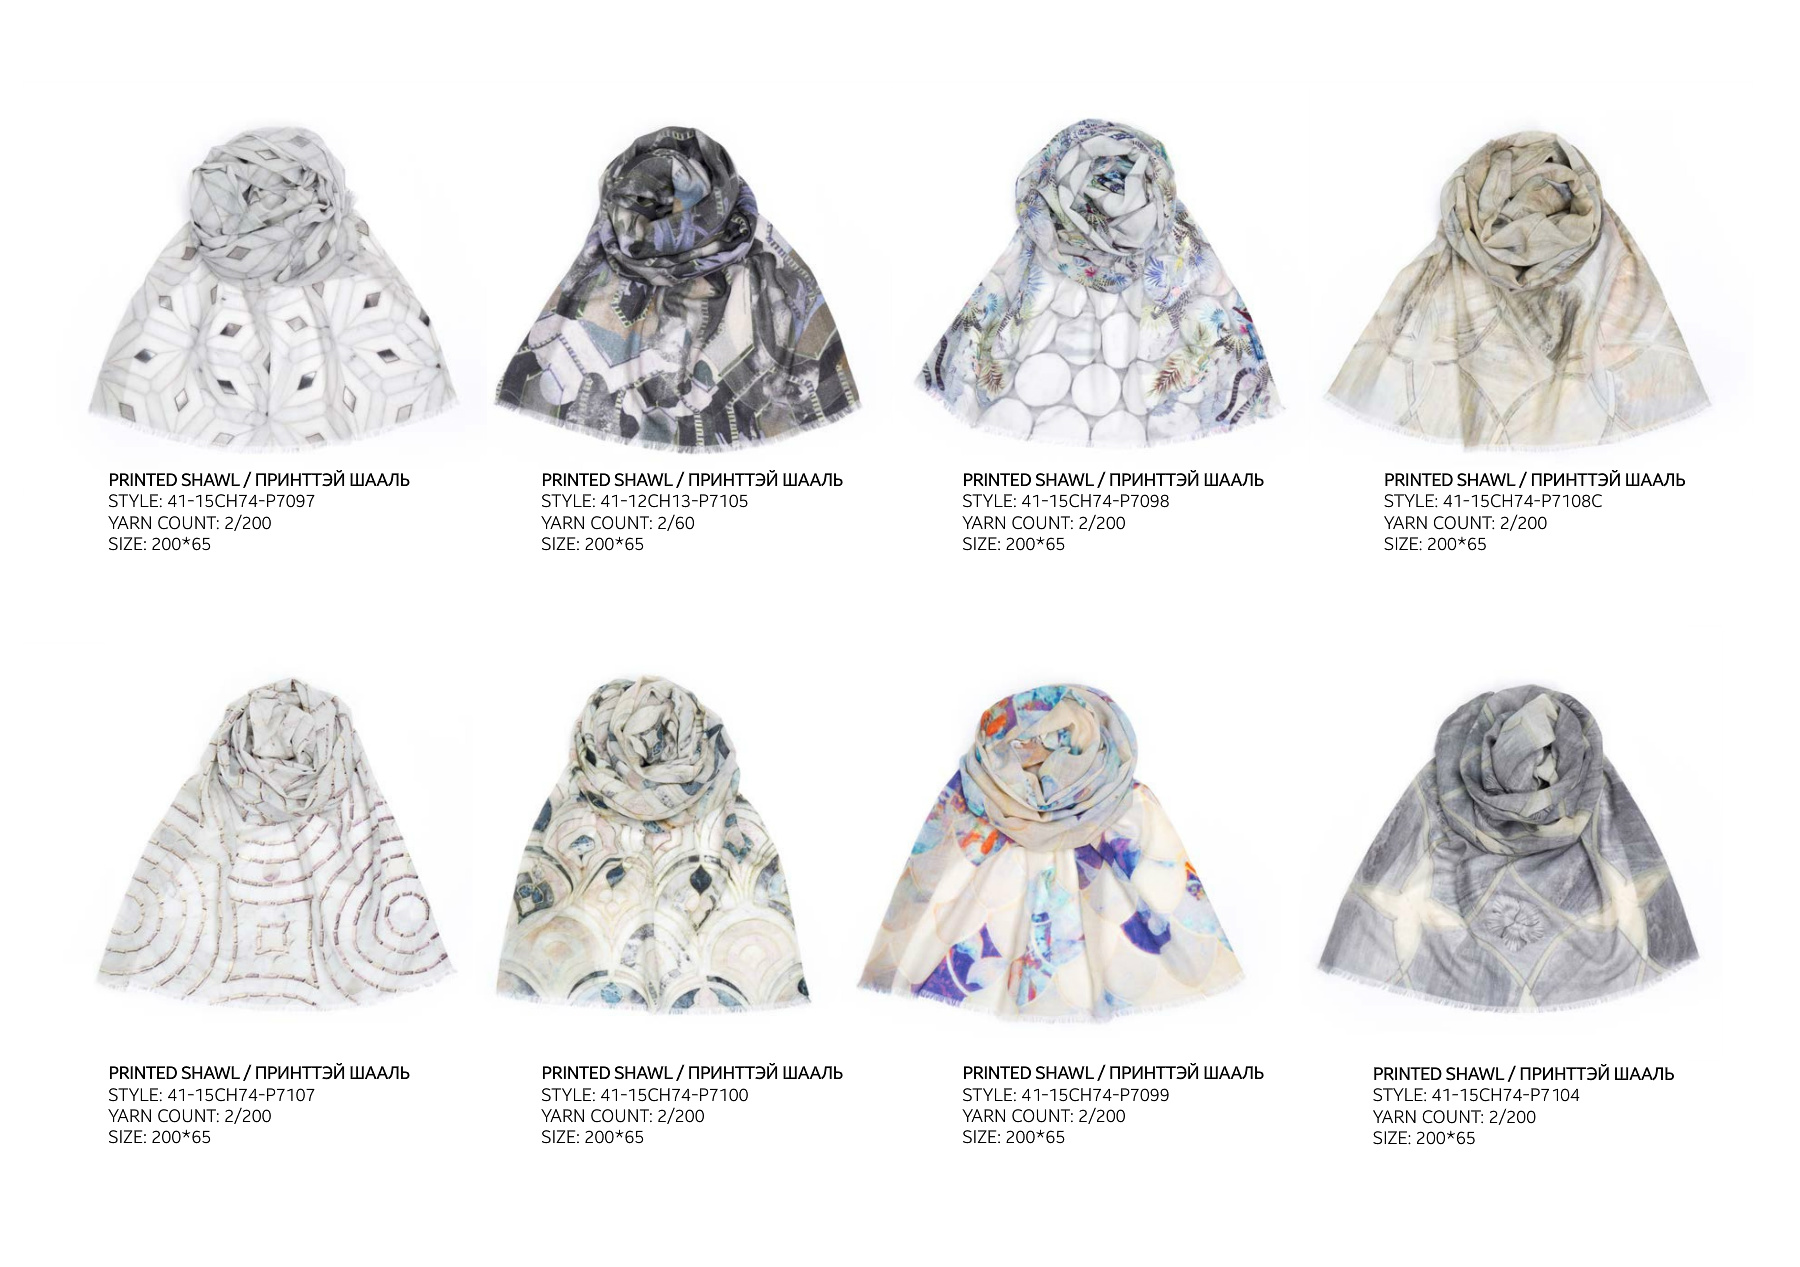 PRINTED SHAWL / ПРИНТТЭЙ ШААЛЬ
STYLE: 41-15CH74-P7097
YARN COUNT: 2/200
SIZE: 200*65
PRINTED SHAWL / ПРИНТТЭЙ ШААЛЬ
STYLE: 41-12CH13-P7105
YARN COUNT: 2/60
SIZE: 200*65
PRINTED SHAWL / ПРИНТТЭЙ ШААЛЬ
STYLE: 41-15CH74-P7098
YARN COUNT: 2/200
SIZE: 200*65
PRINTED SHAWL / ПРИНТТЭЙ ШААЛЬ
STYLE: 41-15CH74-P7108C
YARN COUNT: 2/200
SIZE: 200*65
PRINTED SHAWL / ПРИНТТЭЙ ШААЛЬ
STYLE: 41-15CH74-P7107
YARN COUNT: 2/200
SIZE: 200*65
PRINTED SHAWL / ПРИНТТЭЙ ШААЛЬ
STYLE: 41-15CH74-P7100
YARN COUNT: 2/200
SIZE: 200*65
PRINTED SHAWL / ПРИНТТЭЙ ШААЛЬ
STYLE: 41-15CH74-P7099
YARN COUNT: 2/200
SIZE: 200*65
PRINTED SHAWL / ПРИНТТЭЙ ШААЛЬ
STYLE: 41-15CH74-P7104
YARN COUNT: 2/200
SIZE: 200*65